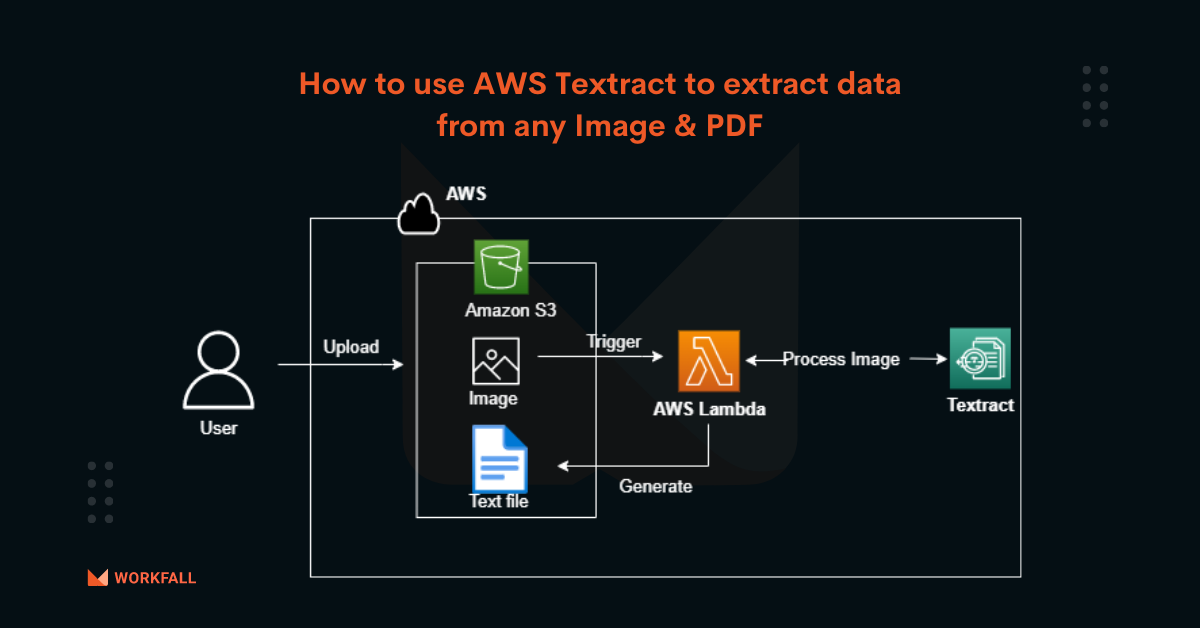 How to use AWS Textract to extract data
from any Image & PDF
AWS
Amazon S3
Upload
Trigger
Process Image
Image
User
AWS Lambda
Textract
Text file
Generate
WORKFALL